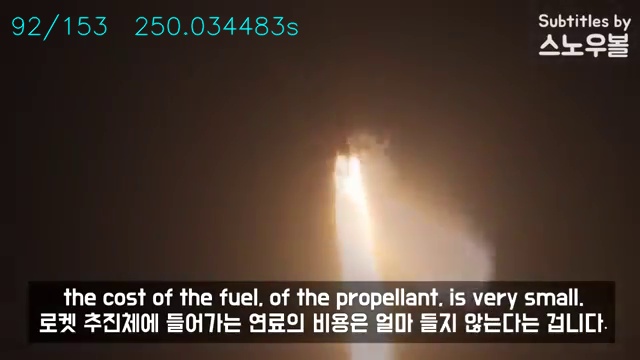 92/153 250.034483s
Subtitles by
스노우볼
the cost of the fuel, of the propellant, is very small.
로켓 추진체에 들어가는 연료의 비용은 얼마 들지 않는다는 겁니다.